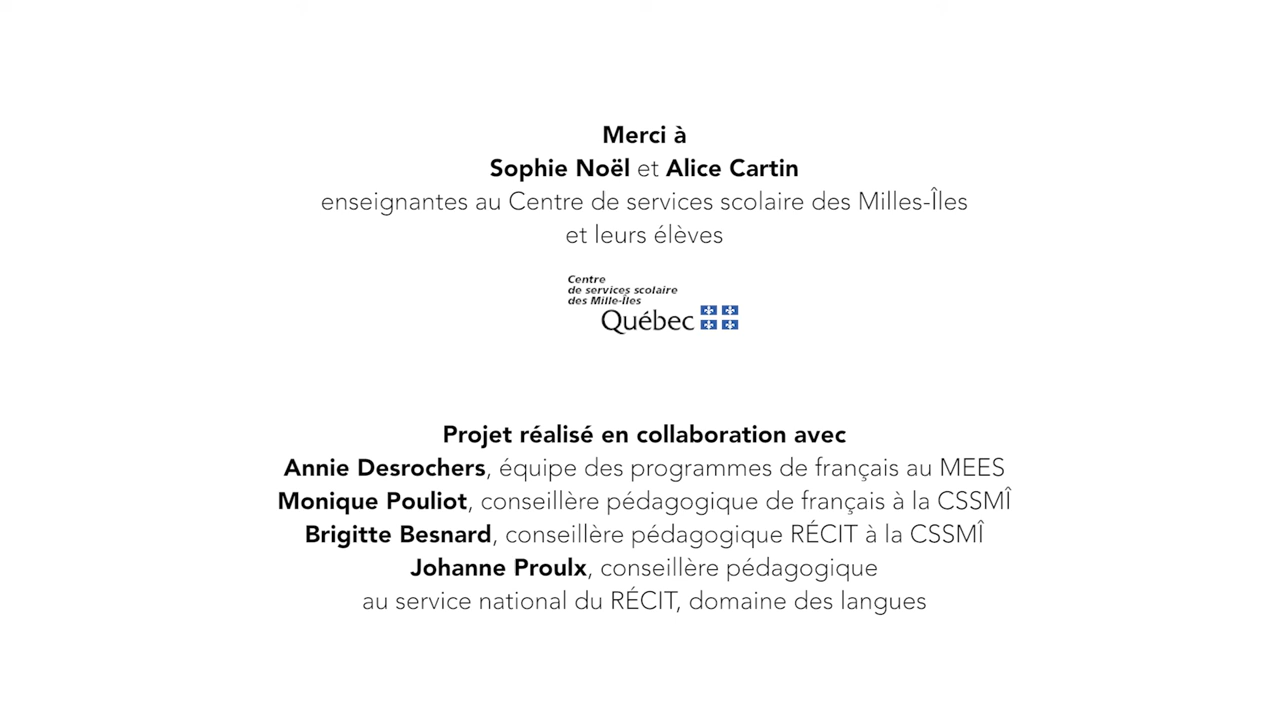 Merci à
Sophie Noël et Alice Cartin
enseignantes au Centre de services scolaire des Milles-Îles
et leurs élèves
Centre
de services scolaire
des Mille-Îles
Québec
Projet réalisé en collaboration avec
Annie Desrochers, équipe des programmes de français au MEES
Monique Pouliot, conseillère pédagogique de français à la CSSMÎ
Brigitte Besnard, conseillère pédagogique RÉCIT à la CSSMÎ
Johanne Proulx, conseillère pédagogique
au service national du RÉCIT, domaine des langues